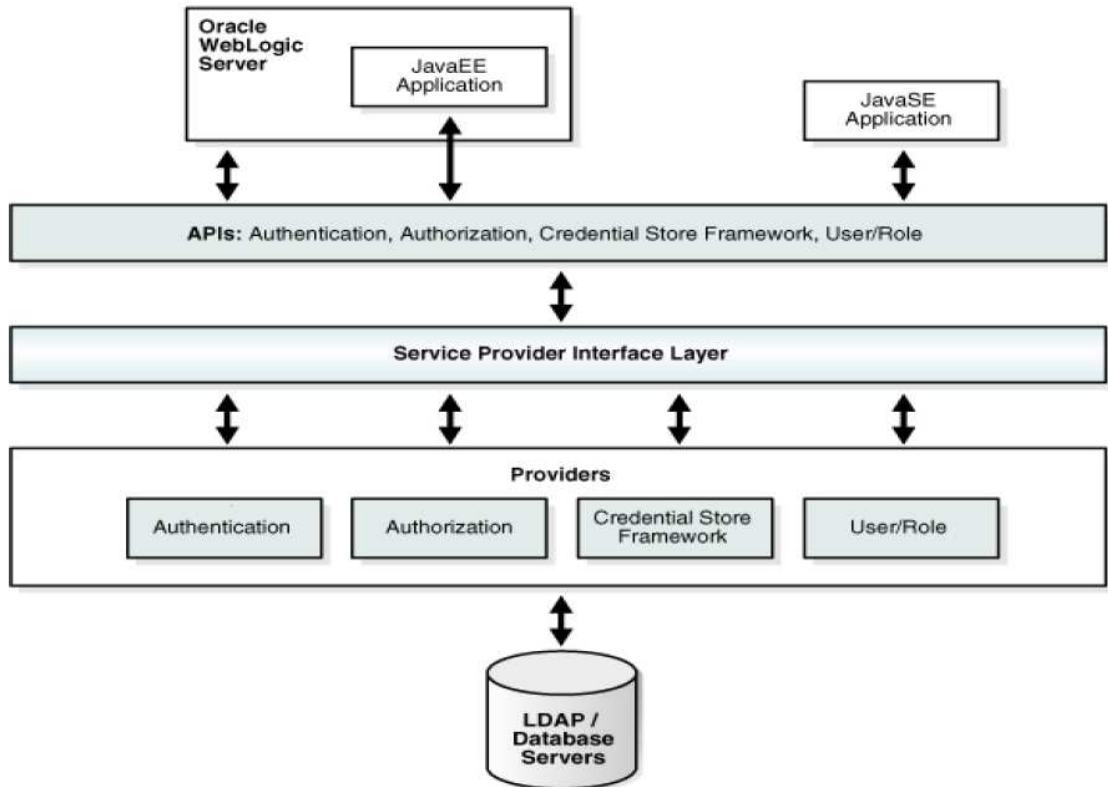 Oracle
WebLogic
Server
JavaEE
Application
JavaSE
Application
APIs: Authentication, Authorization, Credential Store Framework, User/Role
Service Provider Interface Layer
Providers
Authentication
Authorization
Credential Store
Framework
User/Role
LDAP /
Database
Servers